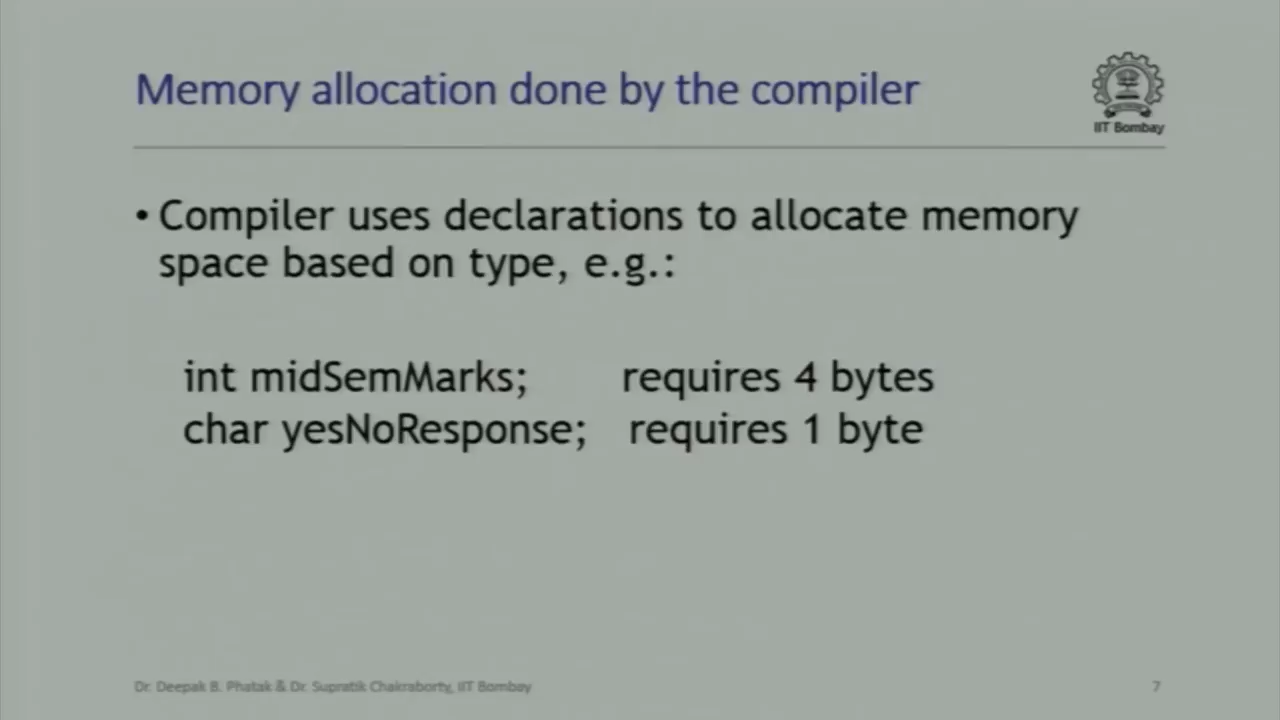 Memory allocation done by the compiler
IIT Bombay
• Compiler uses declarations to allocate memory
space based on type, e.g.:
int midSemMarks; requires 4 bytes
char yesNoResponse; requires 1 byte
Dr. Deepak B. Phatak & Dr. Supratik Chakraborty, IIT Bombay
7